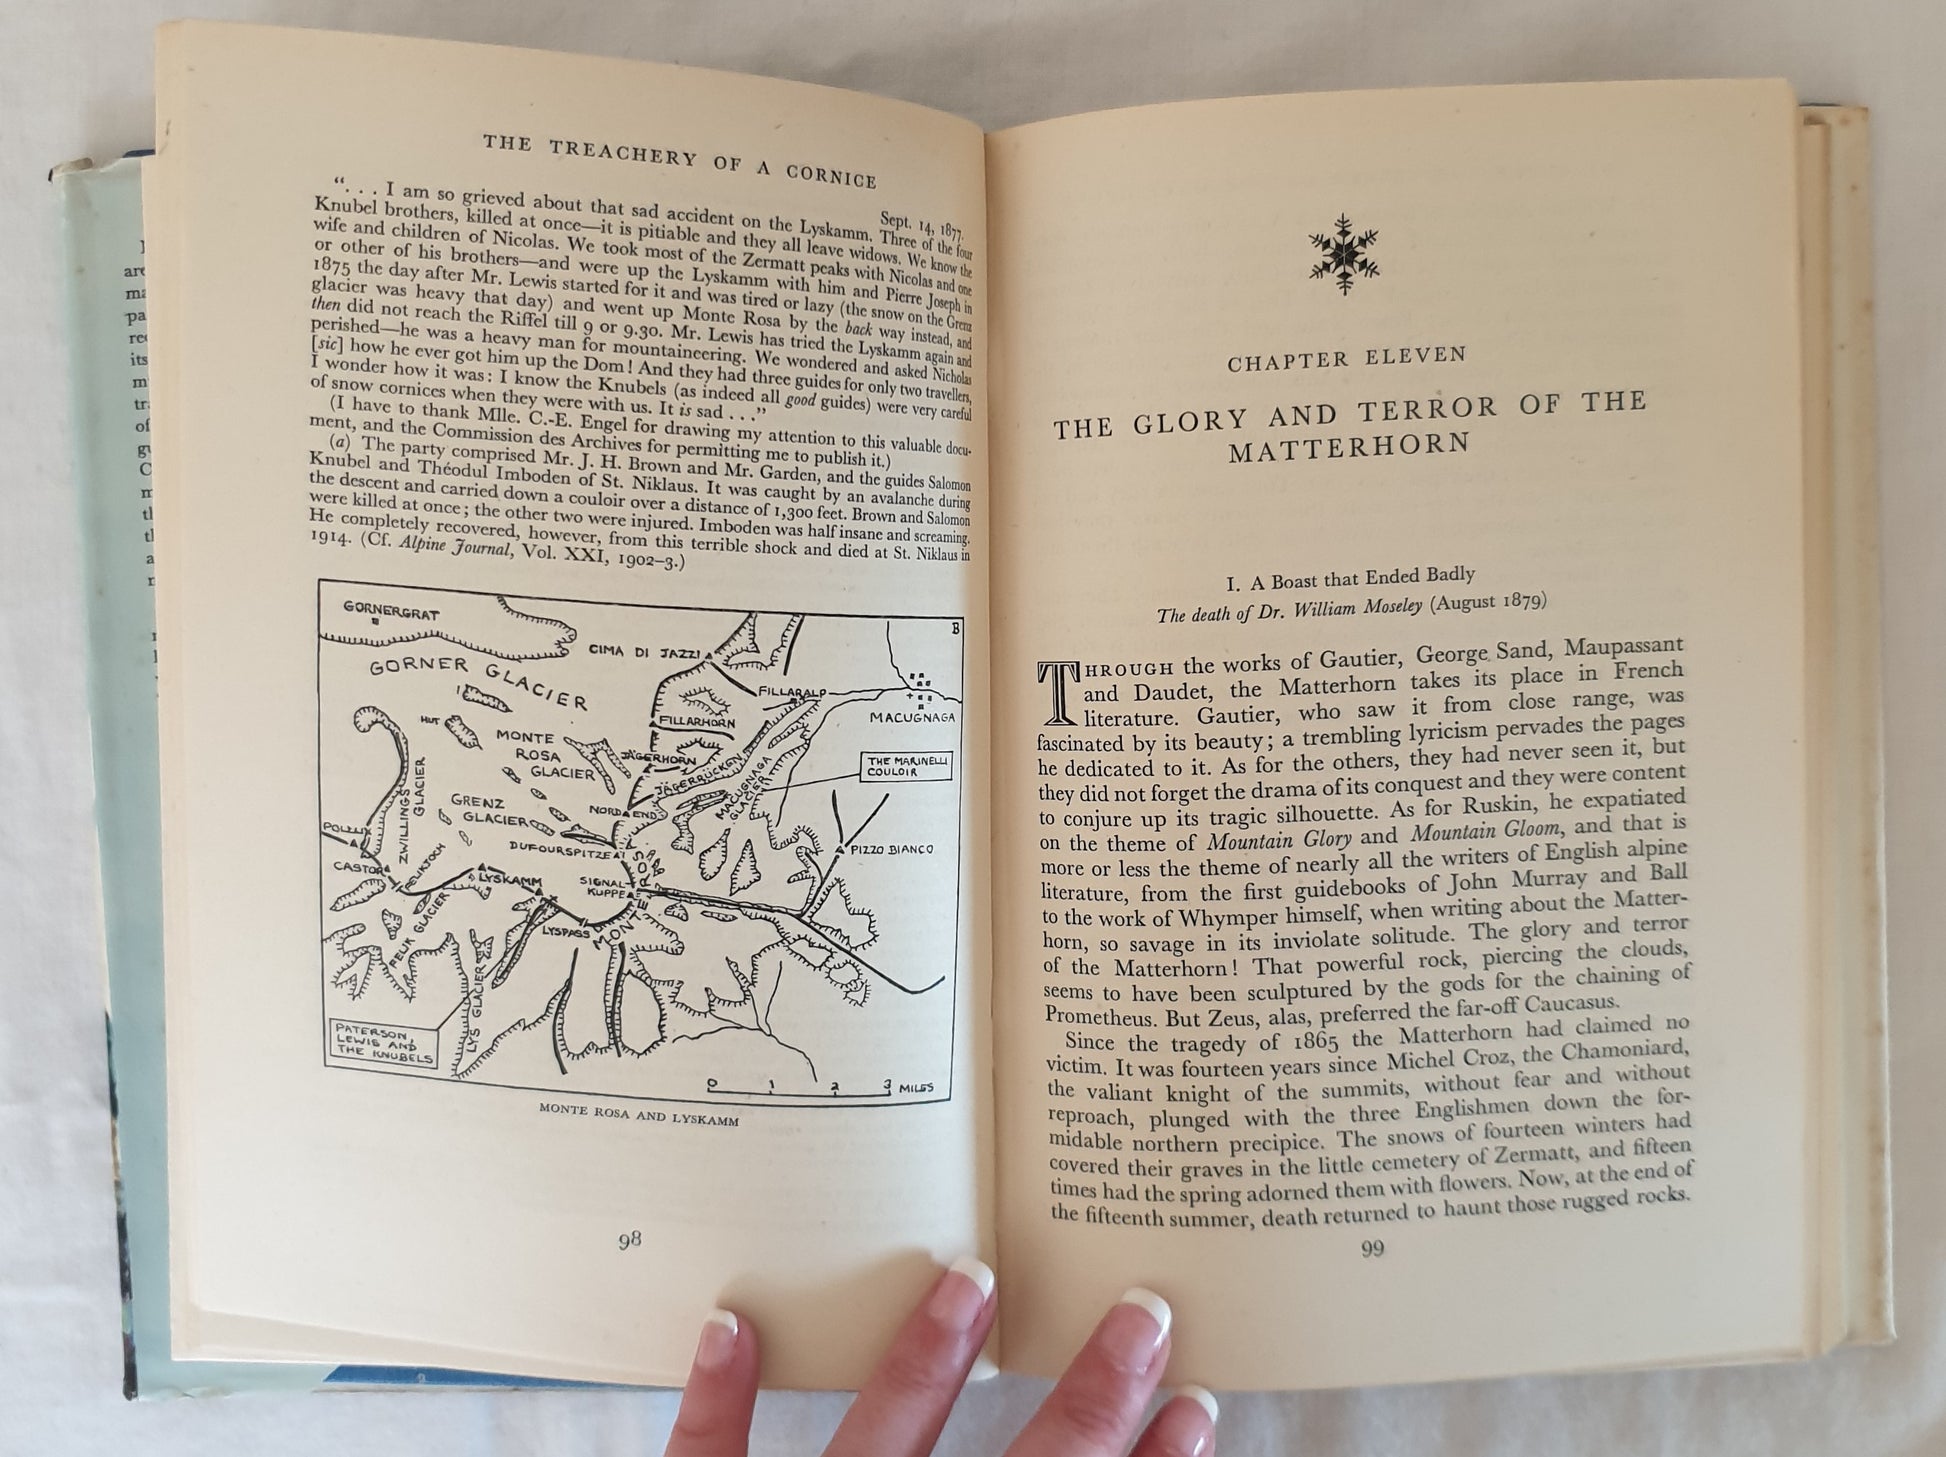 THE TREACHERY OF A CORNICE
Sept. 14, 1877.
“. . . I am so grieved about that sad accident on the Lyskamm. Three of the four
Knubel brothers, killed at once—it is pitiable and they all leave widows. We know the
wife and children of Nicolas. We took most of the Zermatt peaks with Nicolas and one
or other of his brothers—and were up the Lyskamm with him and Pierre Joseph in
1875 the day after Mr. Lewis started for it and was tired or lazy (the snow on the Grenz
glacier was heavy that day) and went up Monte Rosa by the back way instead, and
then did not reach the Riffel till 9 or 9.30. Mr. Lewis has tried the Lyskamm again and
perished—he was a heavy man for mountaineering. We wondered and asked Nicholas
[sic] how he ever got him up the Dom! And they had three guides for only two travellers,
I wonder how it was: I know the Knubels (as indeed all good guides) were very careful
of snow cornices when they were with us. It is sad . . .”
(I have to thank Mlle. C.-E. Engel for drawing my attention to this valuable docu-
ment, and the Commission des Archives for permitting me to publish it.)
(a) The party comprised Mr. J. H. Brown and Mr. Garden, and the guides Salomon
Knubel and Théodul Imboden of St. Niklaus. It was caught by an avalanche during
the descent and carried down a couloir over a distance of 1,300 feet. Brown and Salomon
were killed at once; the other two were injured. Imboden was half insane and screaming.
He completely recovered, however, from this terrible shock and died at St. Niklaus in
1914. (Cf. Alpine Journal, Vol. XXI, 1902–3.)
B
GORNERGRAT
CIMA DI JAZZI
GORNER GLACIER
FILLARALP
MACUGNAGA
FILLARHORN
HUT
MONTE
ROSA
GLACIER
JÄGERHORN
JÄGERRÜCKEN
MACUGNAGA
GLACIER
THE MARINELLI
COULOIR
ZWILLINGS
GLACIER
GRENZ
GLACIER
NORDEND
POLLUX
DUFOURSPITZE
PIZZO BIANCO
CASTOR
FELIKJOCH
LYSKAMM
SIGNAL-
KUPPE
MONTE ROSA
FELIK GLACIER
LYSPASS
LYS GLACIER
PATERSON,
LEWIS AND
THE KNUBELS
0 1 2 3 MILES
MONTE ROSA AND LYSKAMM
98
CHAPTER ELEVEN
THE GLORY AND TERROR OF THE
MATTERHORN
I. A Boast that Ended Badly
The death of Dr. William Moseley (August 1879)
THROUGH the works of Gautier, George Sand, Maupassant
and Daudet, the Matterhorn takes its place in French
literature. Gautier, who saw it from close range, was
fascinated by its beauty; a trembling lyricism pervades the pages
he dedicated to it. As for the others, they had never seen it, but
they did not forget the drama of its conquest and they were content
to conjure up its tragic silhouette. As for Ruskin, he expatiated
on the theme of Mountain Glory and Mountain Gloom, and that is
more or less the theme of nearly all the writers of English alpine
literature, from the first guidebooks of John Murray and Ball
to the work of Whymper himself, when writing about the Matter-
horn, so savage in its inviolate solitude. The glory and terror
of the Matterhorn! That powerful rock, piercing the clouds,
seems to have been sculptured by the gods for the chaining of
Prometheus. But Zeus, alas, preferred the far-off Caucasus.
Since the tragedy of 1865 the Matterhorn had claimed no
victim. It was fourteen years since Michel Croz, the Chamoniard,
the valiant knight of the summits, without fear and without
reproach, plunged with the three Englishmen down the for-
midable northern precipice. The snows of fourteen winters had
covered their graves in the little cemetery of Zermatt, and fifteen
times had the spring adorned them with flowers. Now, at the end of
the fifteenth summer, death returned to haunt those rugged rocks.
99